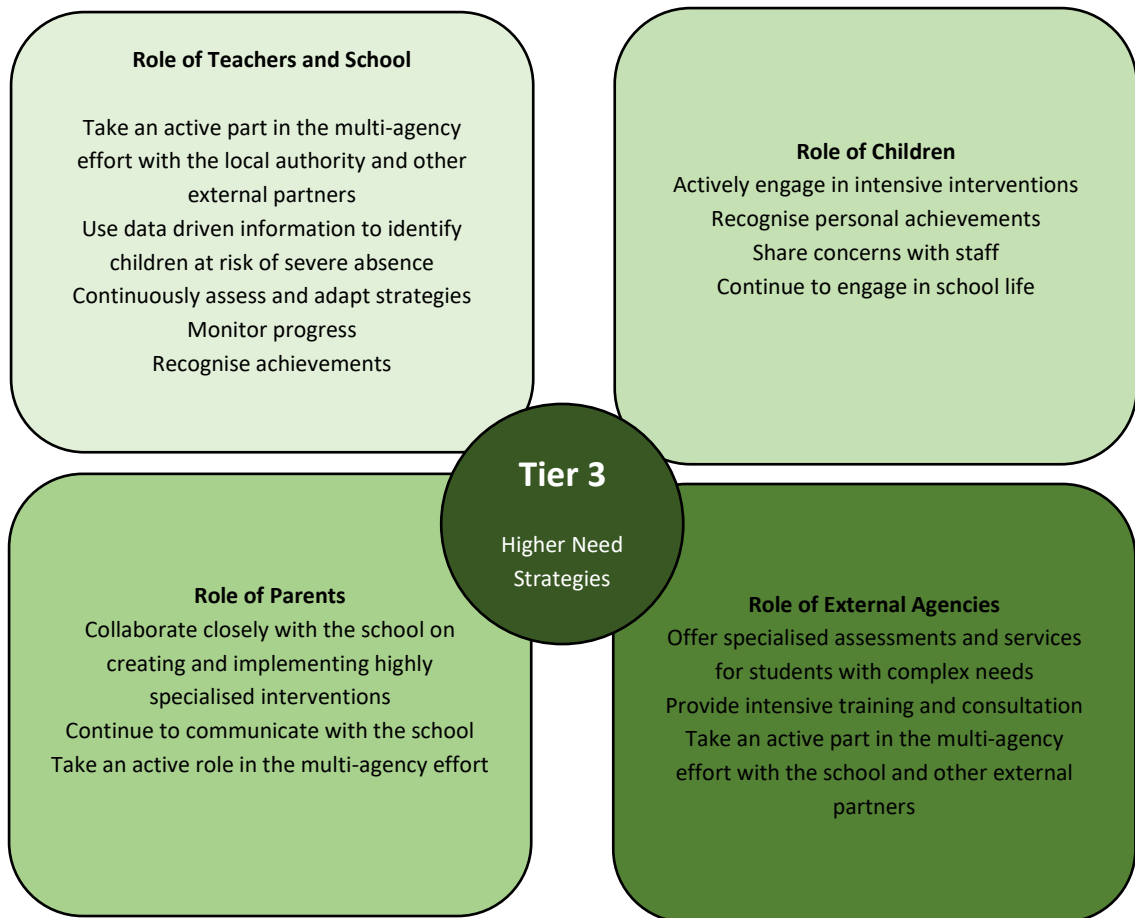 Role of Teachers and School
Take an active part in the multi-agency
effort with the local authority and other
external partners
Use data driven information to identify
children at risk of severe absence
Continuously assess and adapt strategies
Monitor progress
Recognise achievements
Role of Children
Actively engage in intensive interventions
Recognise personal achievements
Share concerns with staff
Continue to engage in school life
Tier 3
Higher Need
Strategies
Role of Parents
Collaborate closely with the school on
creating and implementing highly
specialised interventions
Continue to communicate with the school
Take an active role in the multi-agency effort
Role of External Agencies
Offer specialised assessments and services
for students with complex needs
Provide intensive training and consultation
Take an active part in the multi-agency
effort with the school and other external
partners